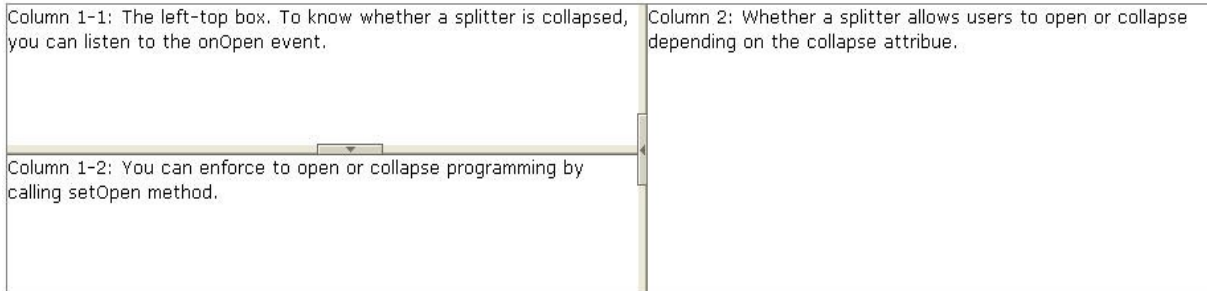 Column 1-1: The left-top box. To know whether a splitter is collapsed,
you can listen to the onOpen event.
Column 1-2: You can enforce to open or collapse programming by
calling setOpen method.
Column 2: Whether a splitter allows users to open or collapse
depending on the collapse attribue.